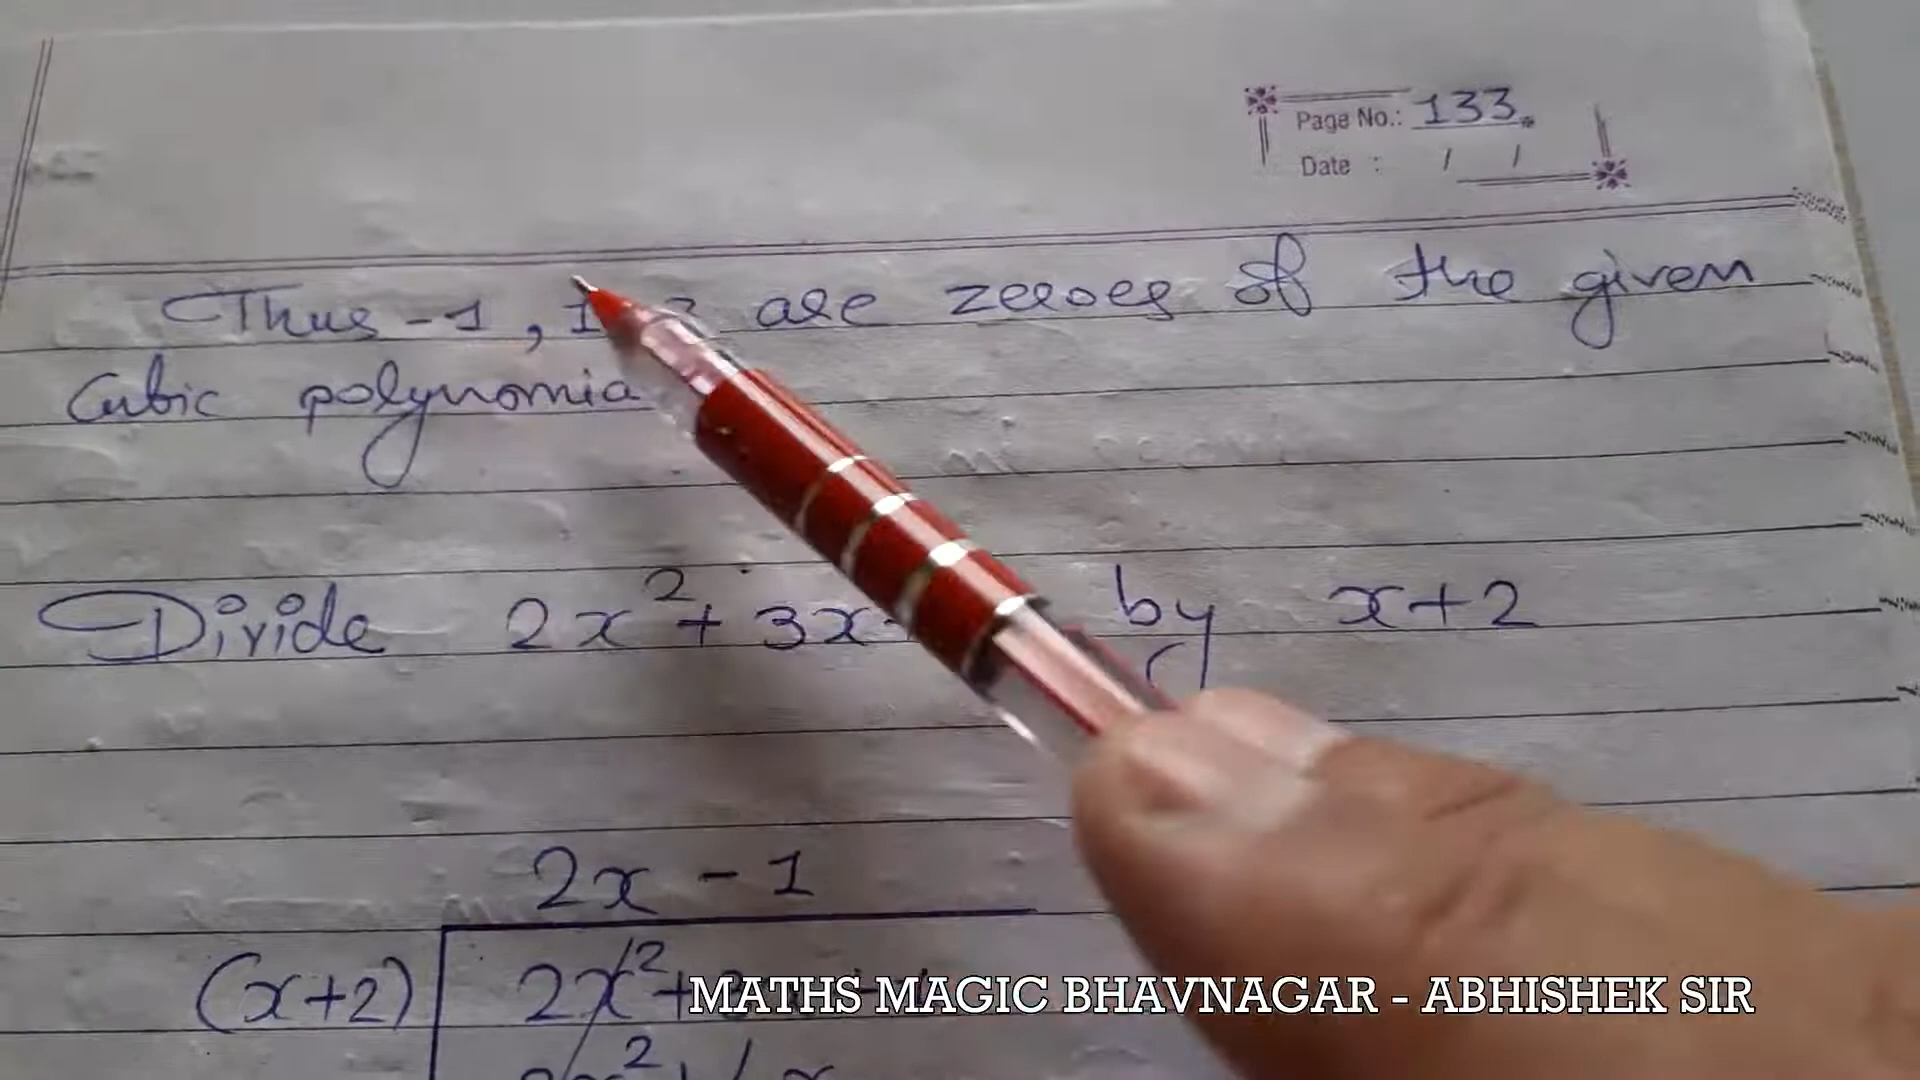 Page No.: 133
Date : / /
Thus -1, 1 are zeroes of the given
Cubic polynomia
Divide 2x² + 3x by x+2
2x - 1
(x+2) 2x² +
MATHS MAGIC BHAVNAGAR - ABHISHEK SIR